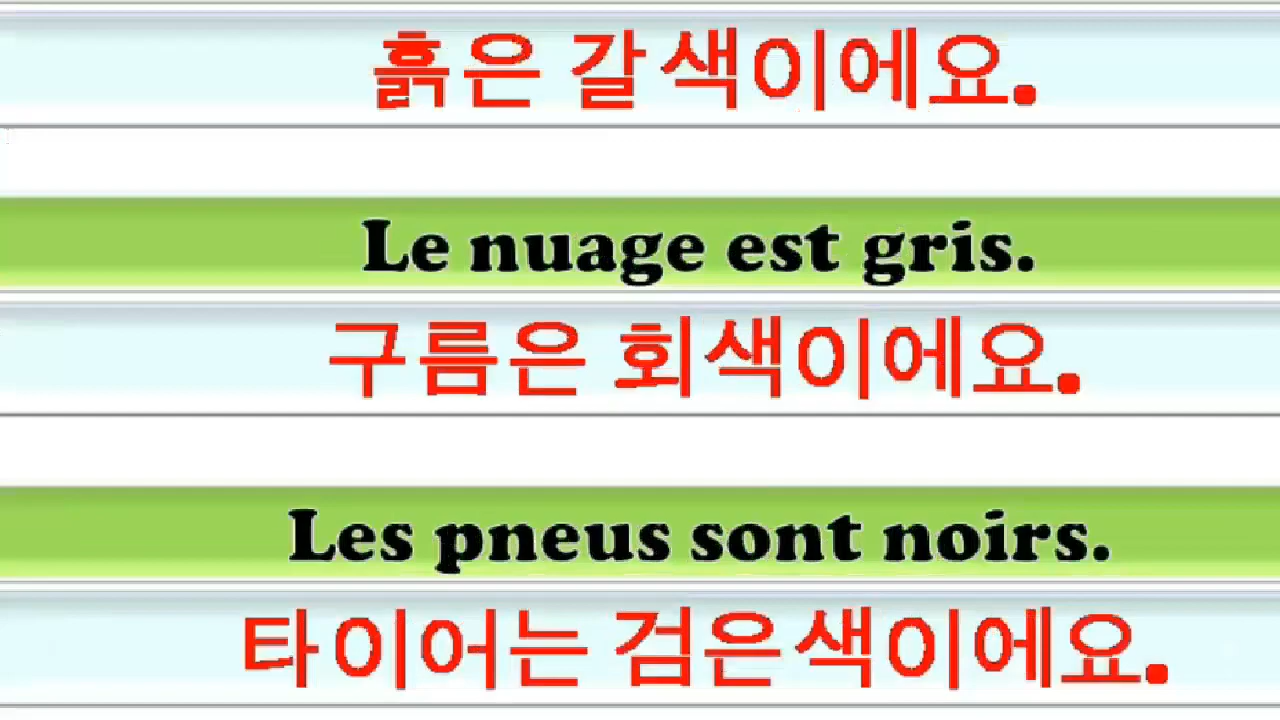 흙은 갈색이에요.
Le nuage est gris.
구름은 회색이에요.
Les pneus sont noirs.
타이어는 검은색이에요.